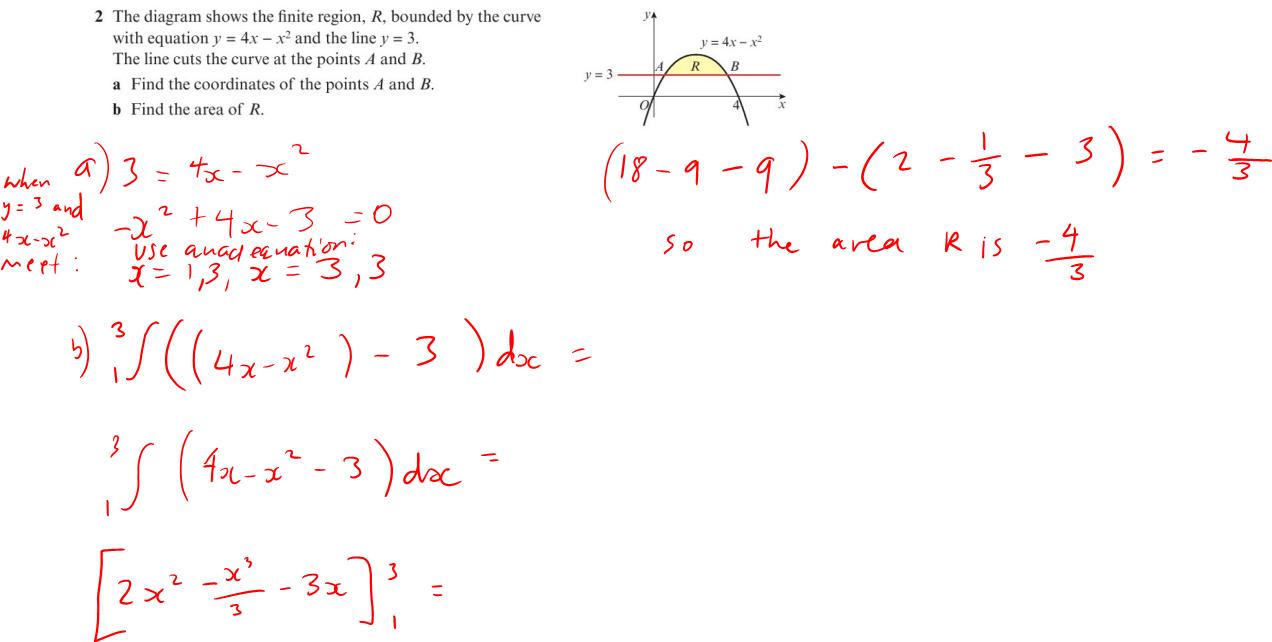 2 The diagram shows the finite region, R, bounded by the curve
with equation y = 4x – x² and the line y = 3.
The line cuts the curve at the points A and B.
a Find the coordinates of the points A and B.
b Find the area of R.
y
y = 4x – x²
A R B
y = 3
O 4 x
a) 3 = 4x - x²
when
y = 3 and
4x-x²
meet :
-x² + 4x - 3 = 0
use quad equation:
x = 1,3, x = 3,3
b) ₁³∫((4x-x²) - 3) dx =
₁³∫(4x-x² - 3) dx =
[2x² -x³/3 - 3x]³₁ =
(18 - 9 - 9) - (2 - 1/3 - 3) = - 4/3
so the area R is -4/3